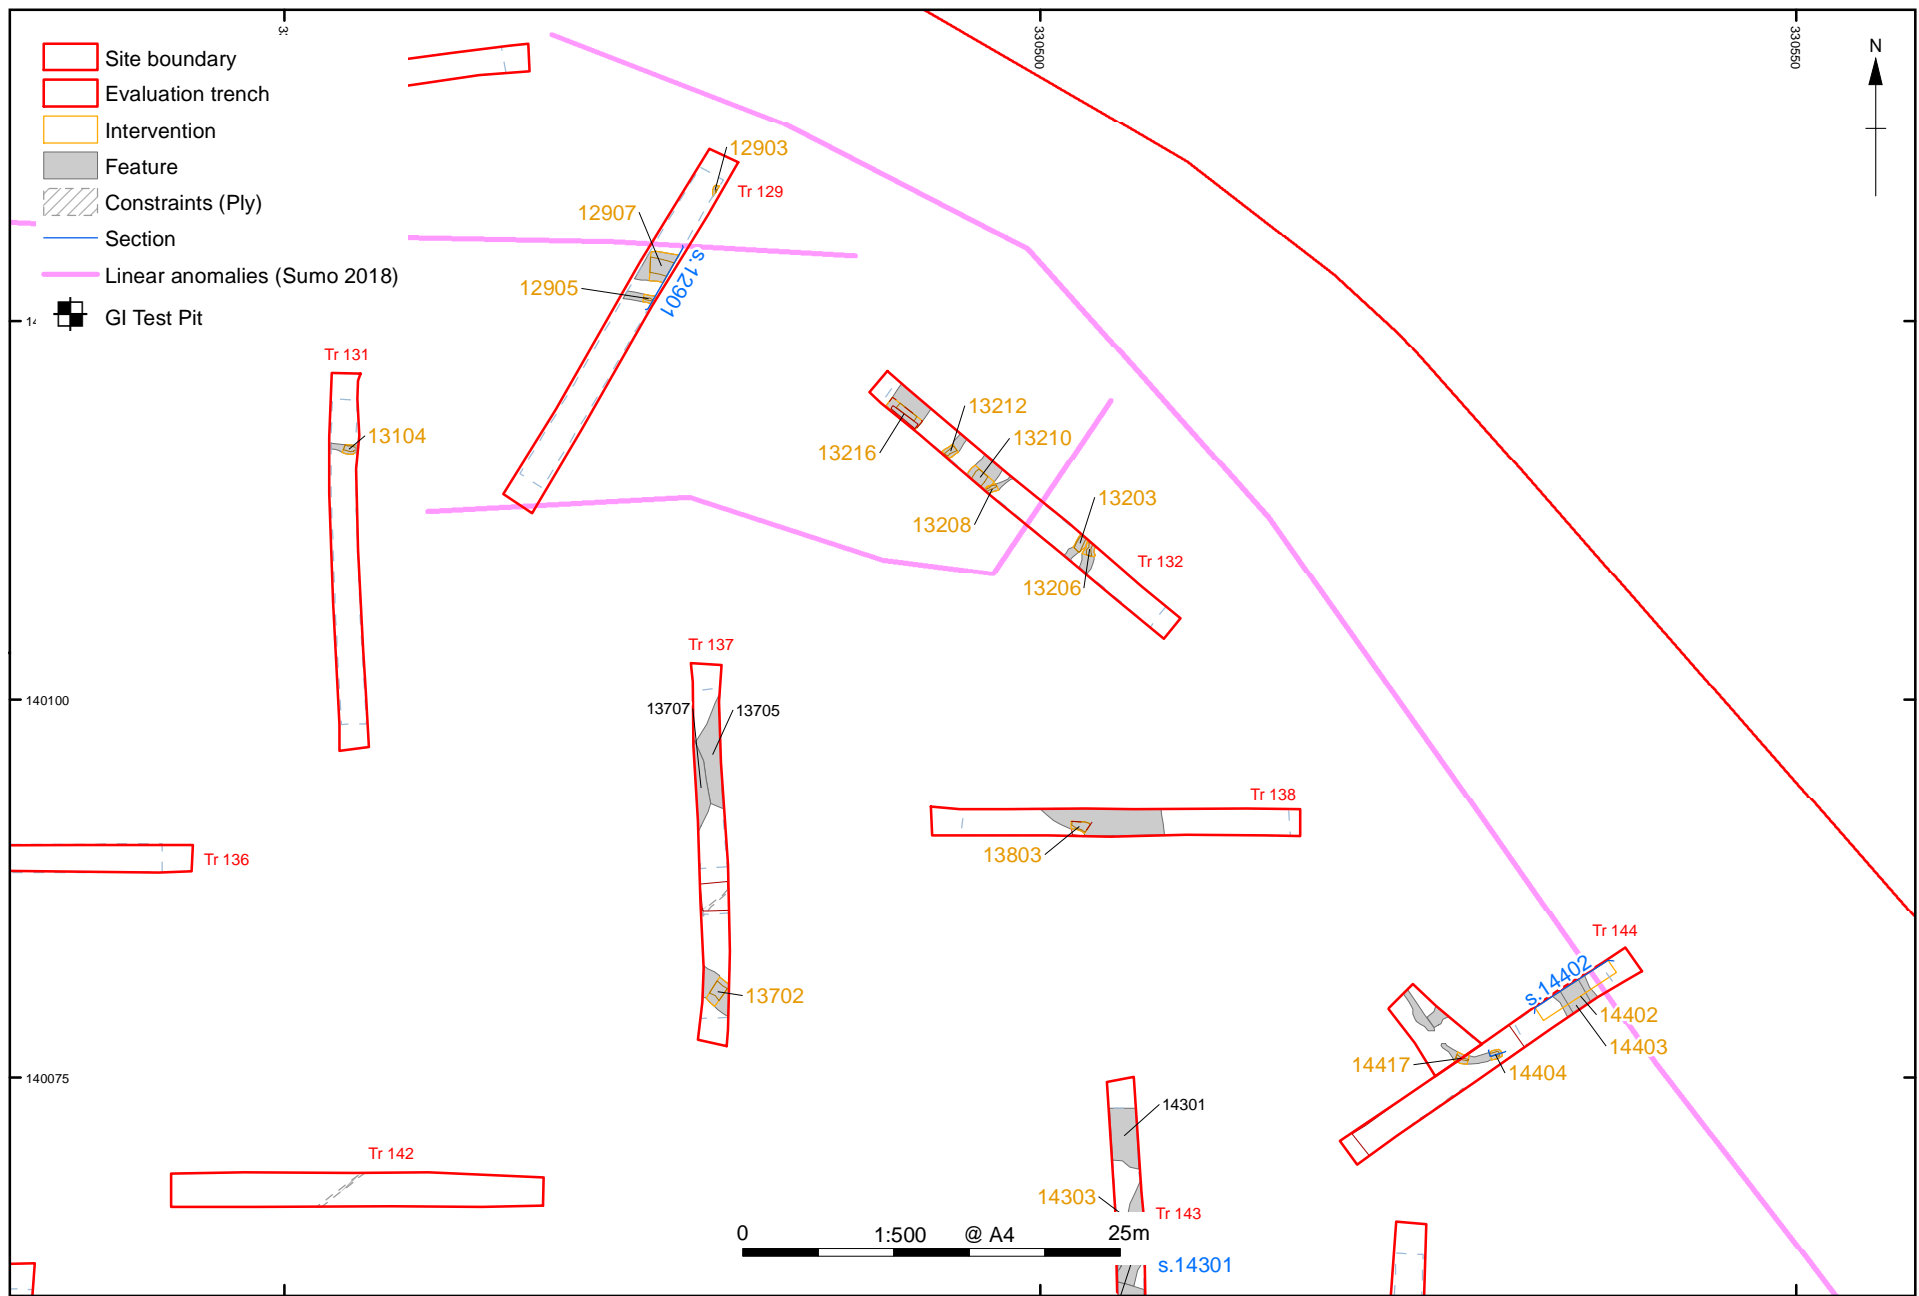 Site boundary
Evaluation trench
Intervention
Feature
Constraints (Ply)
Section
Linear anomalies (Sumo 2018)
GI Test Pit
330500
330550
N
12903
Tr 129
12907
12905
s.12901
Tr 131
13104
13212
13210
13216
13203
13208
Tr 132
13206
Tr 137
13707
13705
140100
Tr 138
13803
Tr 136
Tr 144
s.14402
13702
14402
14403
14417
14404
140075
14301
Tr 142
14303
Tr 143
0
1:500
@ A4
25m
s.14301